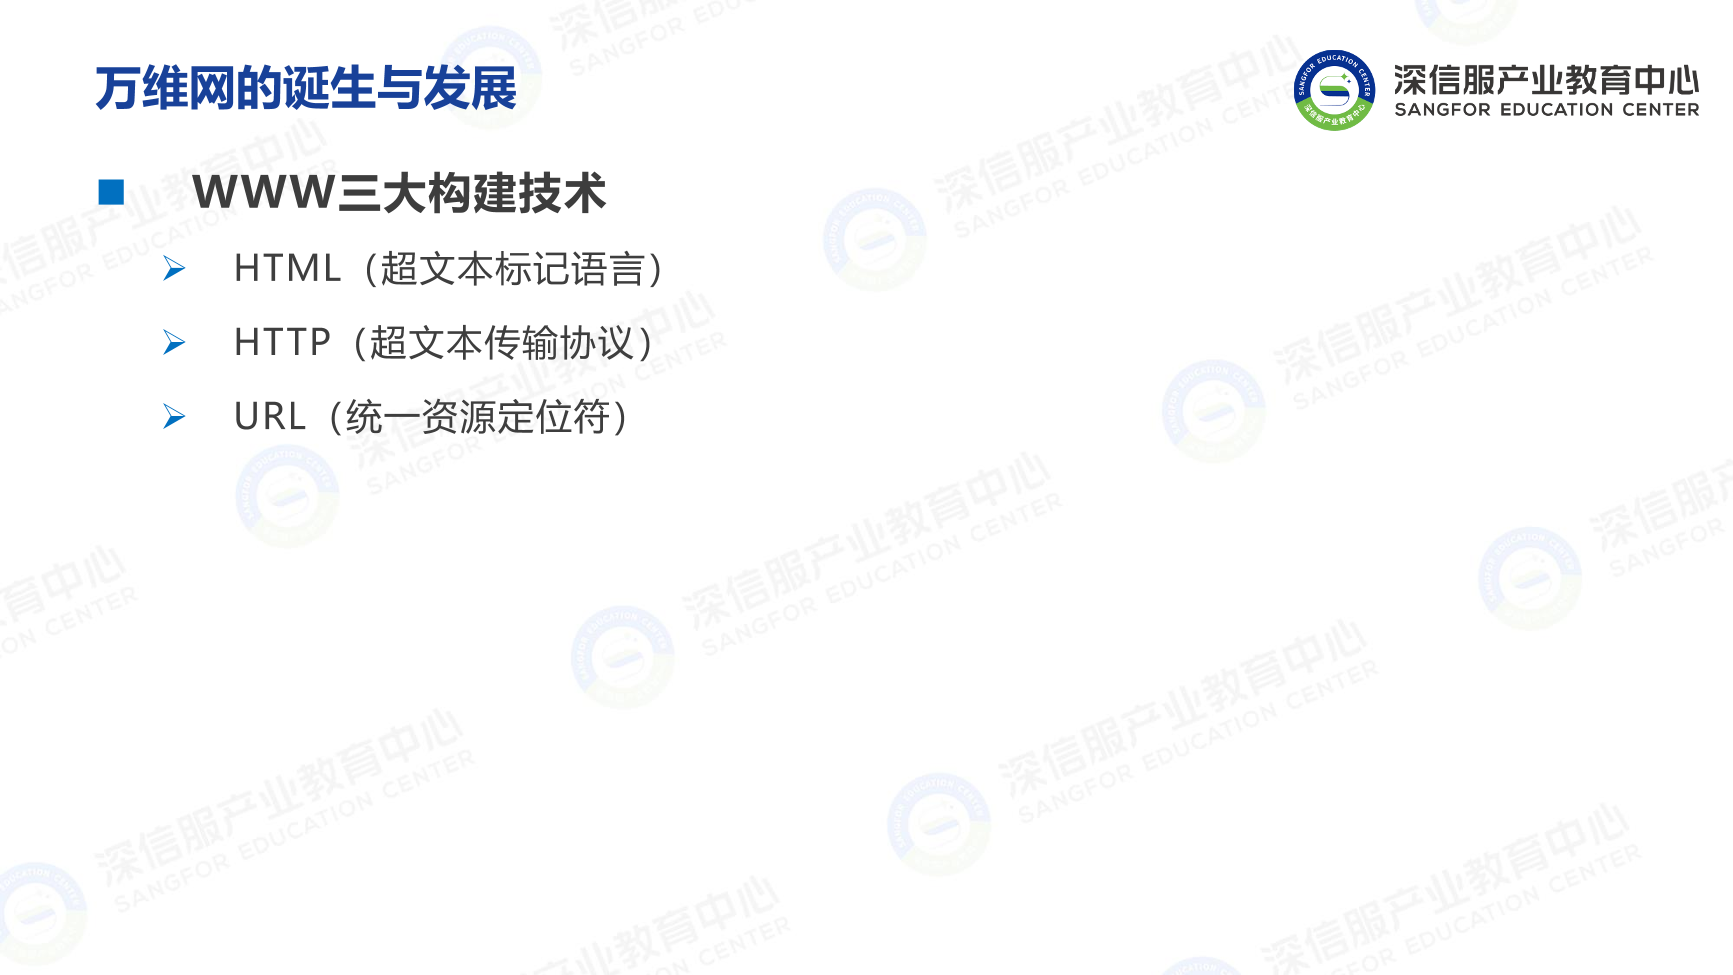 万维网的诞生与发展
深信服产业教育中心
SANGFOR EDUCATION CENTER
WWW三大构建技术
HTML（超文本标记语言）
HTTP（超文本传输协议）
URL（统一资源定位符）